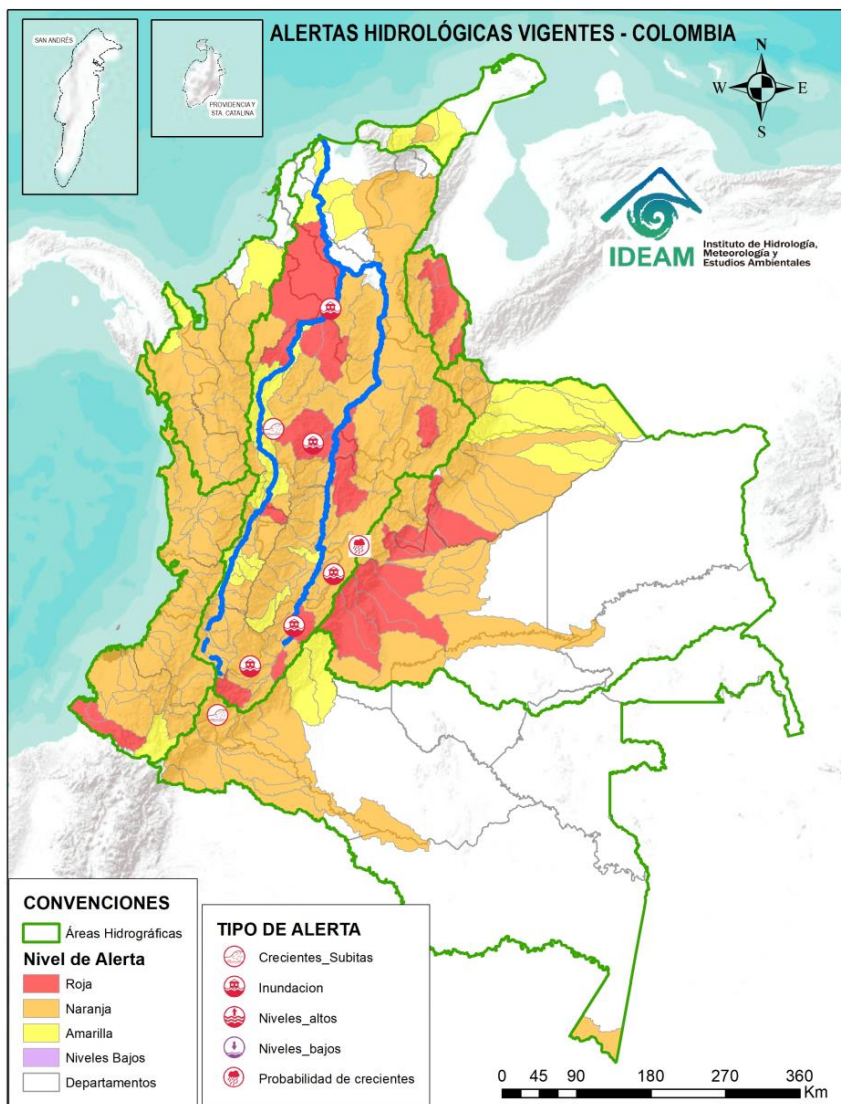 ALERTAS HIDROLÓGICAS VIGENTES - COLOMBIA
SAN ANDRÉS
PROVIDENCIA Y
STA. CATALINA
N
W
E
S
IDEAM
Instituto de Hidrología,
Meteorología y
Estudios Ambientales
CONVENCIONES
Áreas Hidrográficas
Nivel de Alerta
Roja
Naranja
Amarilla
Niveles Bajos
Departamentos
TIPO DE ALERTA
Crecientes_Subitas
Inundacion
Niveles_altos
Niveles_bajos
Probabilidad de crecientes
0 45 90 180 270 360
Km